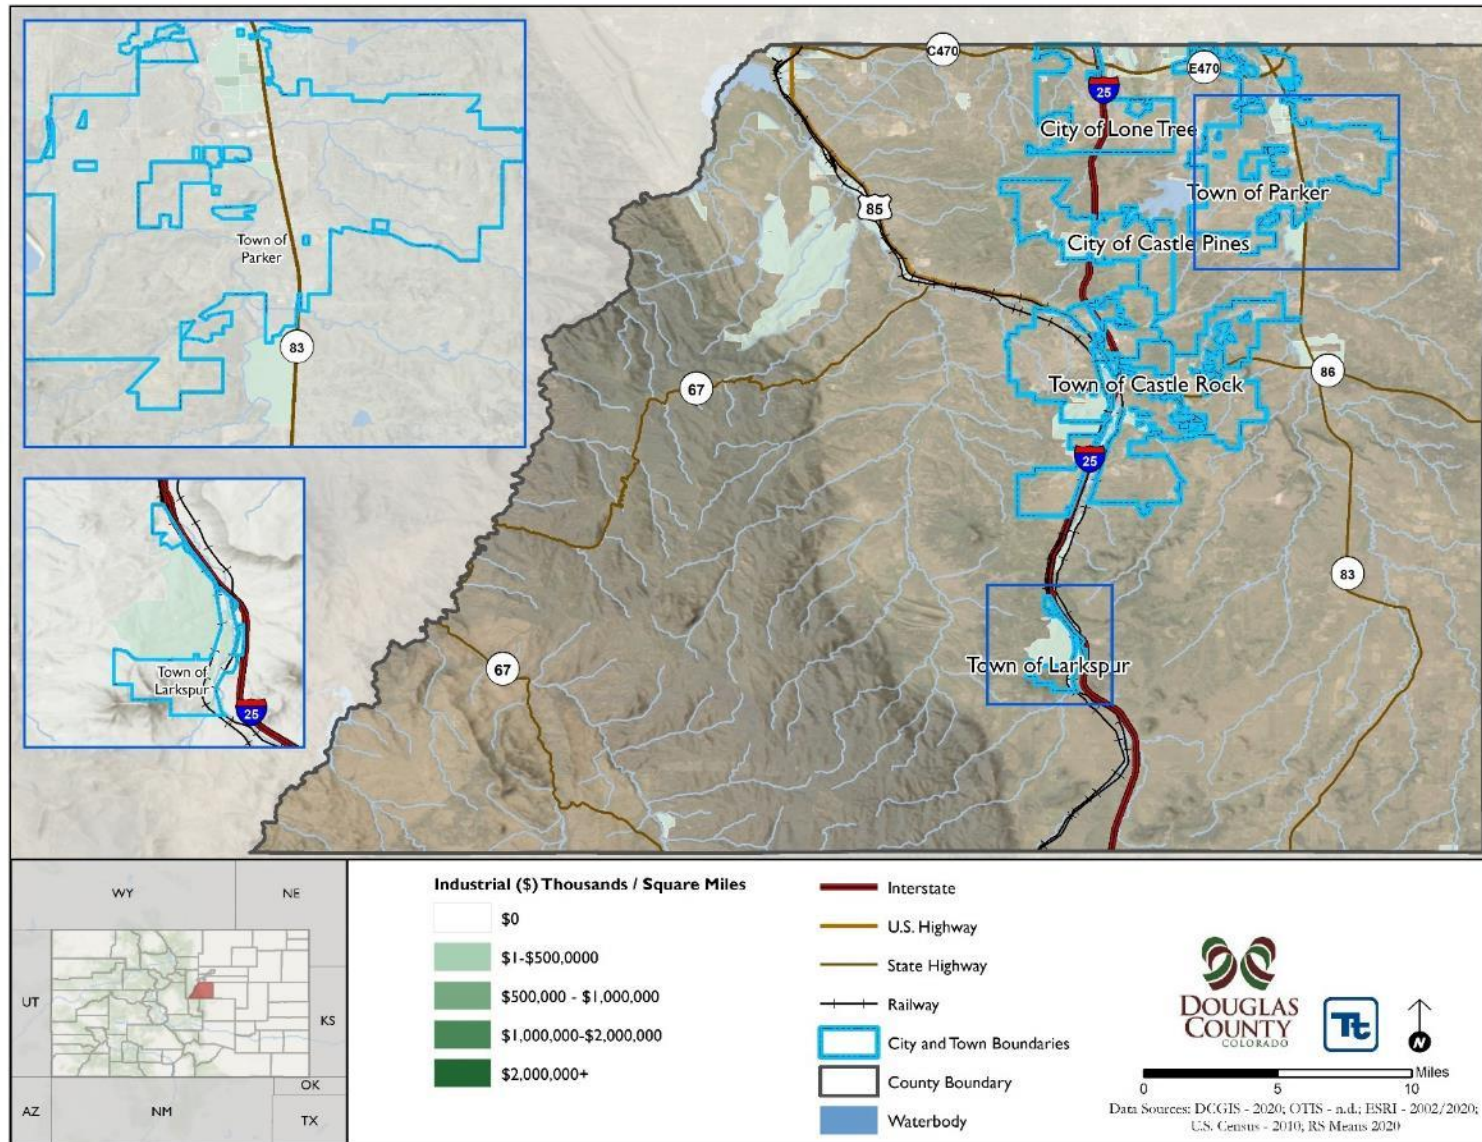 C470
E470
25
City of Lone Tree
Town of Parker
85
City of Castle Pines
Town of
Parker
83
67
86
Town of Castle Rock
25
83
Town of Larkspur
67
Town of
Larkspur
25
WY
NE
UT
KS
OK
AZ
NM
TX
Industrial ($) Thousands / Square Miles
$0
$1-$500,0000
$500,000 - $1,000,000
$1,000,000-$2,000,000
$2,000,000+
Interstate
U.S. Highway
State Highway
Railway
City and Town Boundaries
County Boundary
Waterbody
DOUGLAS
COUNTY
COLORADO
Tt
N
Miles
0
5
10
Data Sources: DCGIS - 2020; OTIS - n.d.; ESRI - 2002/2020;
U.S. Census - 2010; RS Means 2020